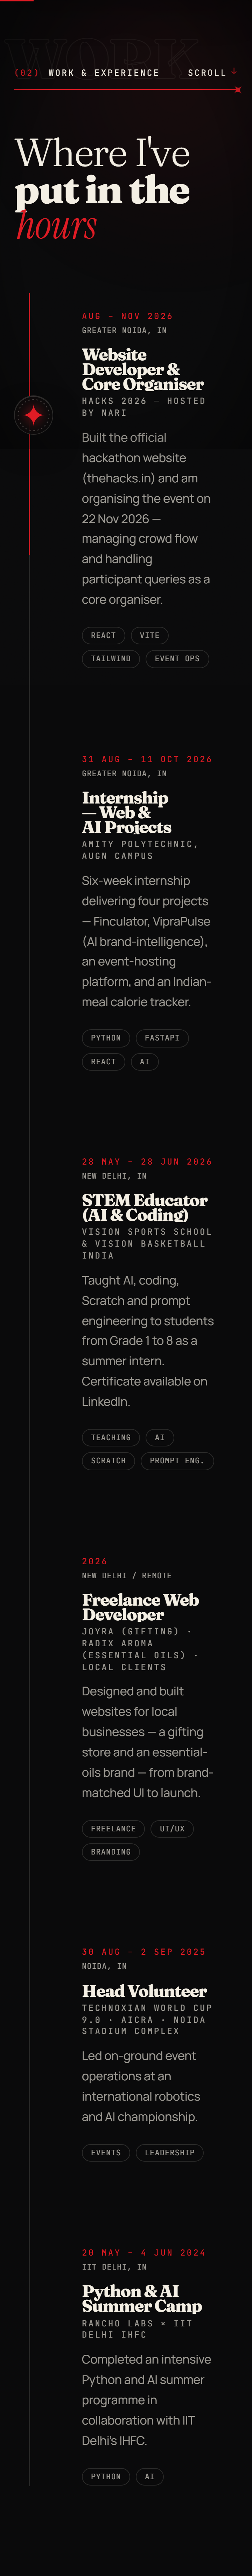 WORK
(02) WORK & EXPERIENCE SCROLL ↓
Where I've
put in the
hours
AUG — NOV 2026
GREATER NOIDA, IN
Website
Developer &
Core Organiser
HACKS 2026 — HOSTED
BY NARI
Built the official
hackathon website
(thehacks.in) and am
organising the event on
22 Nov 2026 —
managing crowd flow
and handling
participant queries as a
core organiser.
REACT VITE
TAILWIND EVENT OPS
31 AUG — 11 OCT 2026
GREATER NOIDA, IN
Internship
— Web &
AI Projects
AMITY POLYTECHNIC,
AUGN CAMPUS
Six-week internship
delivering four projects
— Finculator, VipraPulse
(AI brand-intelligence),
an event-hosting
platform, and an Indian-
meal calorie tracker.
PYTHON FASTAPI
REACT AI
28 MAY — 28 JUN 2026
NEW DELHI, IN
STEM Educator
(AI & Coding)
VISION SPORTS SCHOOL
& VISION BASKETBALL
INDIA
Taught AI, coding,
Scratch and prompt
engineering to students
from Grade 1 to 8 as a
summer intern.
Certificate available on
LinkedIn.
TEACHING AI
SCRATCH PROMPT ENG.
2026
NEW DELHI / REMOTE
Freelance Web
Developer
JOYRA (GIFTING) ·
RADIX AROMA
(ESSENTIAL OILS) ·
LOCAL CLIENTS
Designed and built
websites for local
businesses — a gifting
store and an essential-
oils brand — from brand-
matched UI to launch.
FREELANCE UI/UX
BRANDING
30 AUG — 2 SEP 2025
NOIDA, IN
Head Volunteer
TECHNOXIAN WORLD CUP
9.0 · AICRA · NOIDA
STADIUM COMPLEX
Led on-ground event
operations at an
international robotics
and AI championship.
EVENTS LEADERSHIP
20 MAY — 4 JUN 2024
IIT DELHI, IN
Python & AI
Summer Camp
RANCHO LABS × IIT
DELHI IHFC
Completed an intensive
Python and AI summer
programme in
collaboration with IIT
Delhi's IHFC.
PYTHON AI